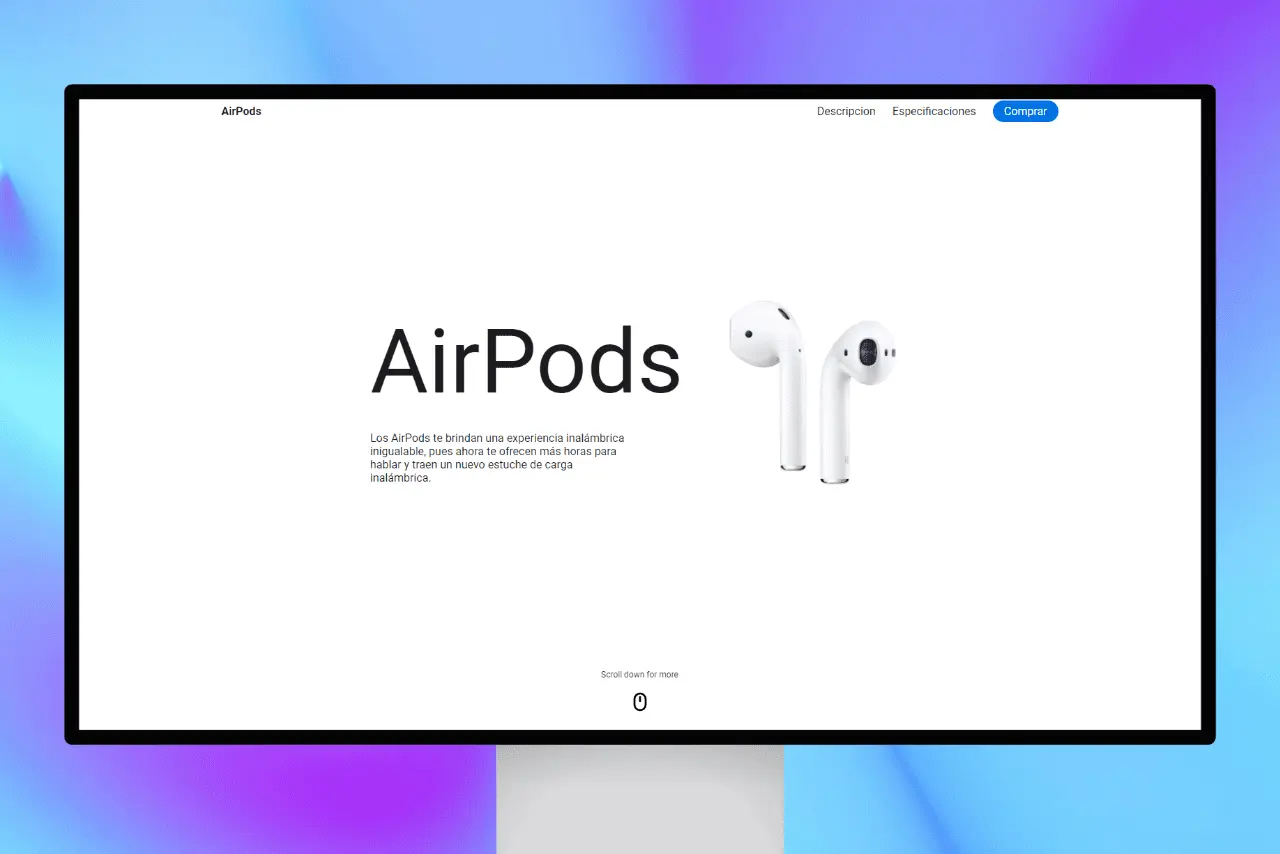 AirPods
Descripcion Especificaciones Comprar
AirPods
Los AirPods te brindan una experiencia inalámbrica
inigualable, pues ahora te ofrecen más horas para
hablar y traen un nuevo estuche de carga
inalámbrica.
Scroll down for more